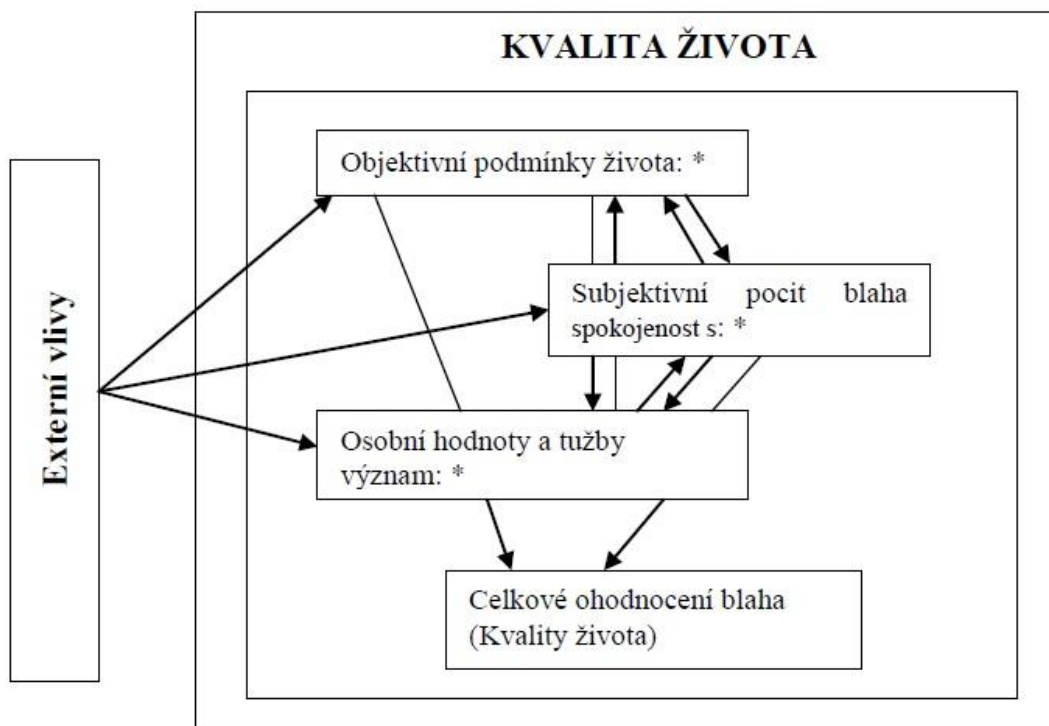 KVALITA ŽIVOTA
Externí vlivy
Objektivní podmínky života: *
Subjektivní pocit blaha
spokojenost s: *
Osobní hodnoty a tužby
význam: *
Celkové ohodnocení blaha
(Kvality života)